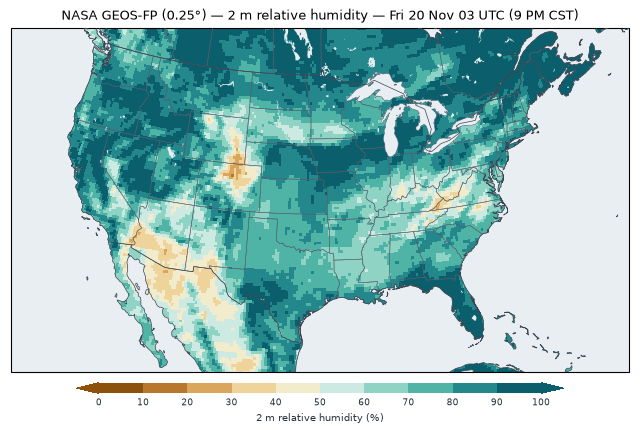 NASA GEOS-FP (0.25°) — 2 m relative humidity — Fri 20 Nov 03 UTC (9 PM CST)
0 10 20 30 40 50 60 70 80 90 100
2 m relative humidity (%)